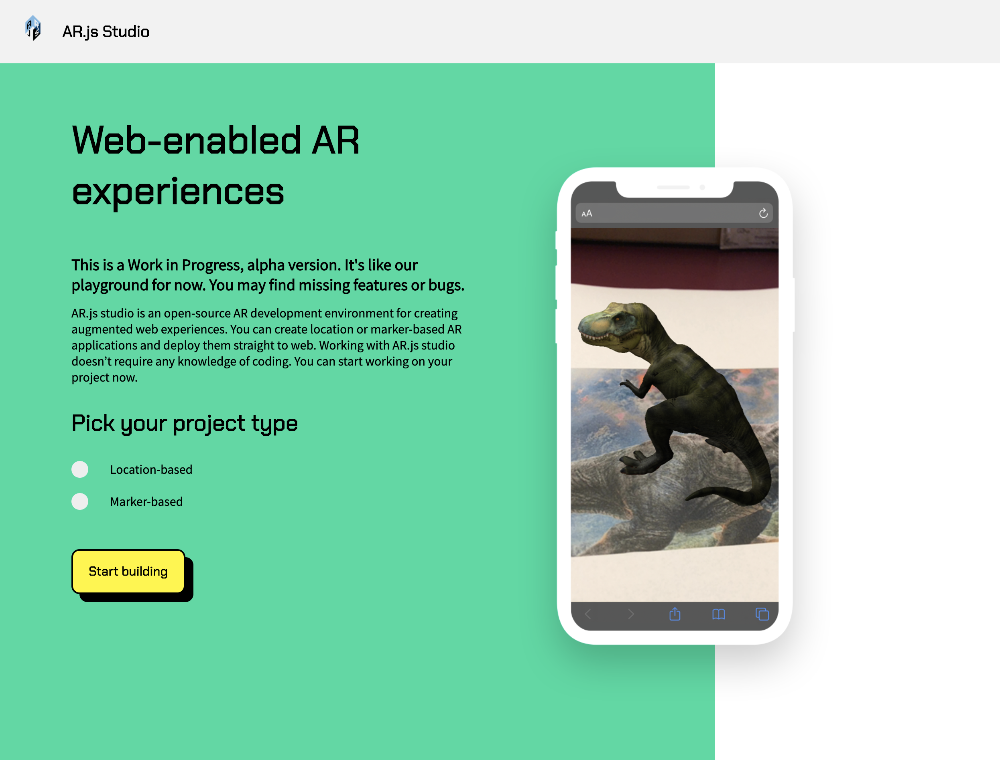 AR.js Studio
Web-enabled AR
experiences
This is a Work in Progress, alpha version. It's like our
playground for now. You may find missing features or bugs.
AR.js studio is an open-source AR development environment for creating
augmented web experiences. You can create location or marker-based AR
applications and deploy them straight to web. Working with AR.js studio
doesn’t require any knowledge of coding. You can start working on your
project now.
Pick your project type
Location-based
Marker-based
Start building
AA